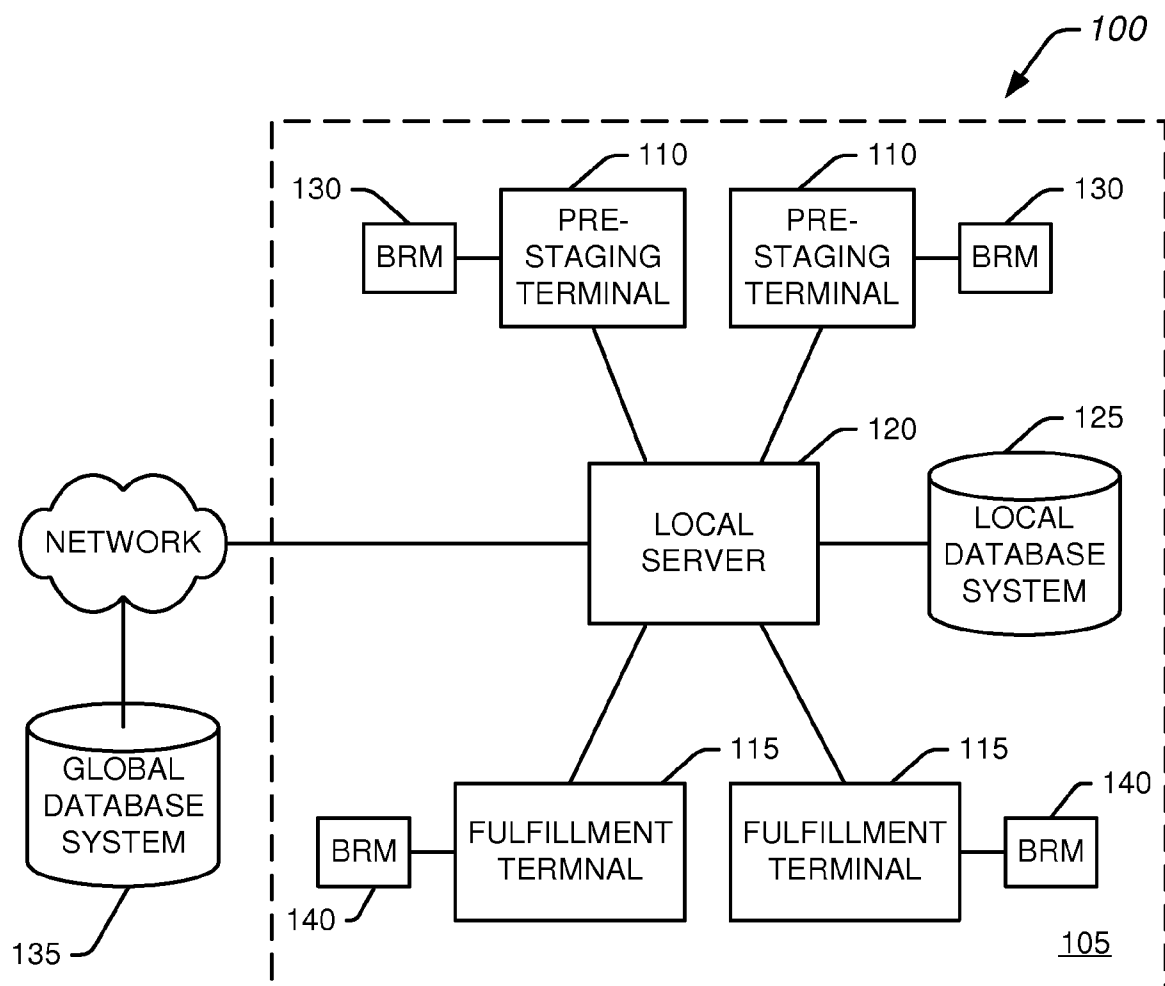 100
110
110
130
130
BRM
PRE-
STAGING
TERMINAL
PRE-
STAGING
TERMINAL
BRM
120
125
NETWORK
LOCAL
SERVER
LOCAL
DATABASE
SYSTEM
115
115
GLOBAL
DATABASE
SYSTEM
140
BRM
FULFILLMENT
TERMNAL
FULFILLMENT
TERMINAL
BRM
140
135
105